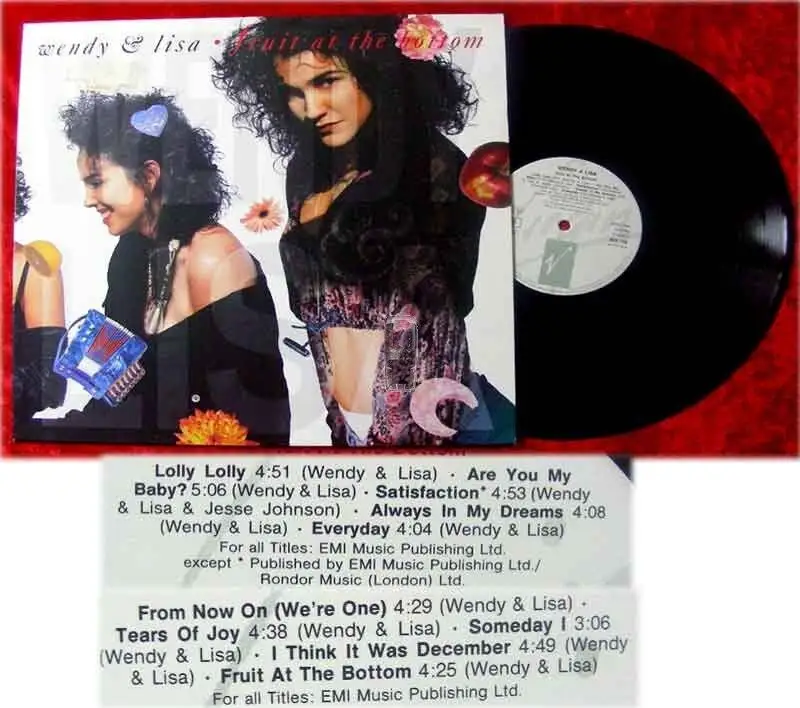 wendy & lisa • fruit at the bottom
WENDY & LISA
Lolly Lolly 4:51 (Wendy & Lisa) · Are You My
Baby? 5:06 (Wendy & Lisa) · Satisfaction* 4:53 (Wendy
& Lisa & Jesse Johnson) · Always In My Dreams 4:08
(Wendy & Lisa) · Everyday 4:04 (Wendy & Lisa)
For all Titles: EMI Music Publishing Ltd.
except * Published by EMI Music Publishing Ltd./
Rondor Music (London) Ltd.
From Now On (We're One) 4:29 (Wendy & Lisa) ·
Tears Of Joy 4:38 (Wendy & Lisa) · Someday I 3:06
(Wendy & Lisa) · I Think It Was December 4:49 (Wendy
& Lisa) · Fruit At The Bottom 4:25 (Wendy & Lisa)
For all Titles: EMI Music Publishing Ltd.